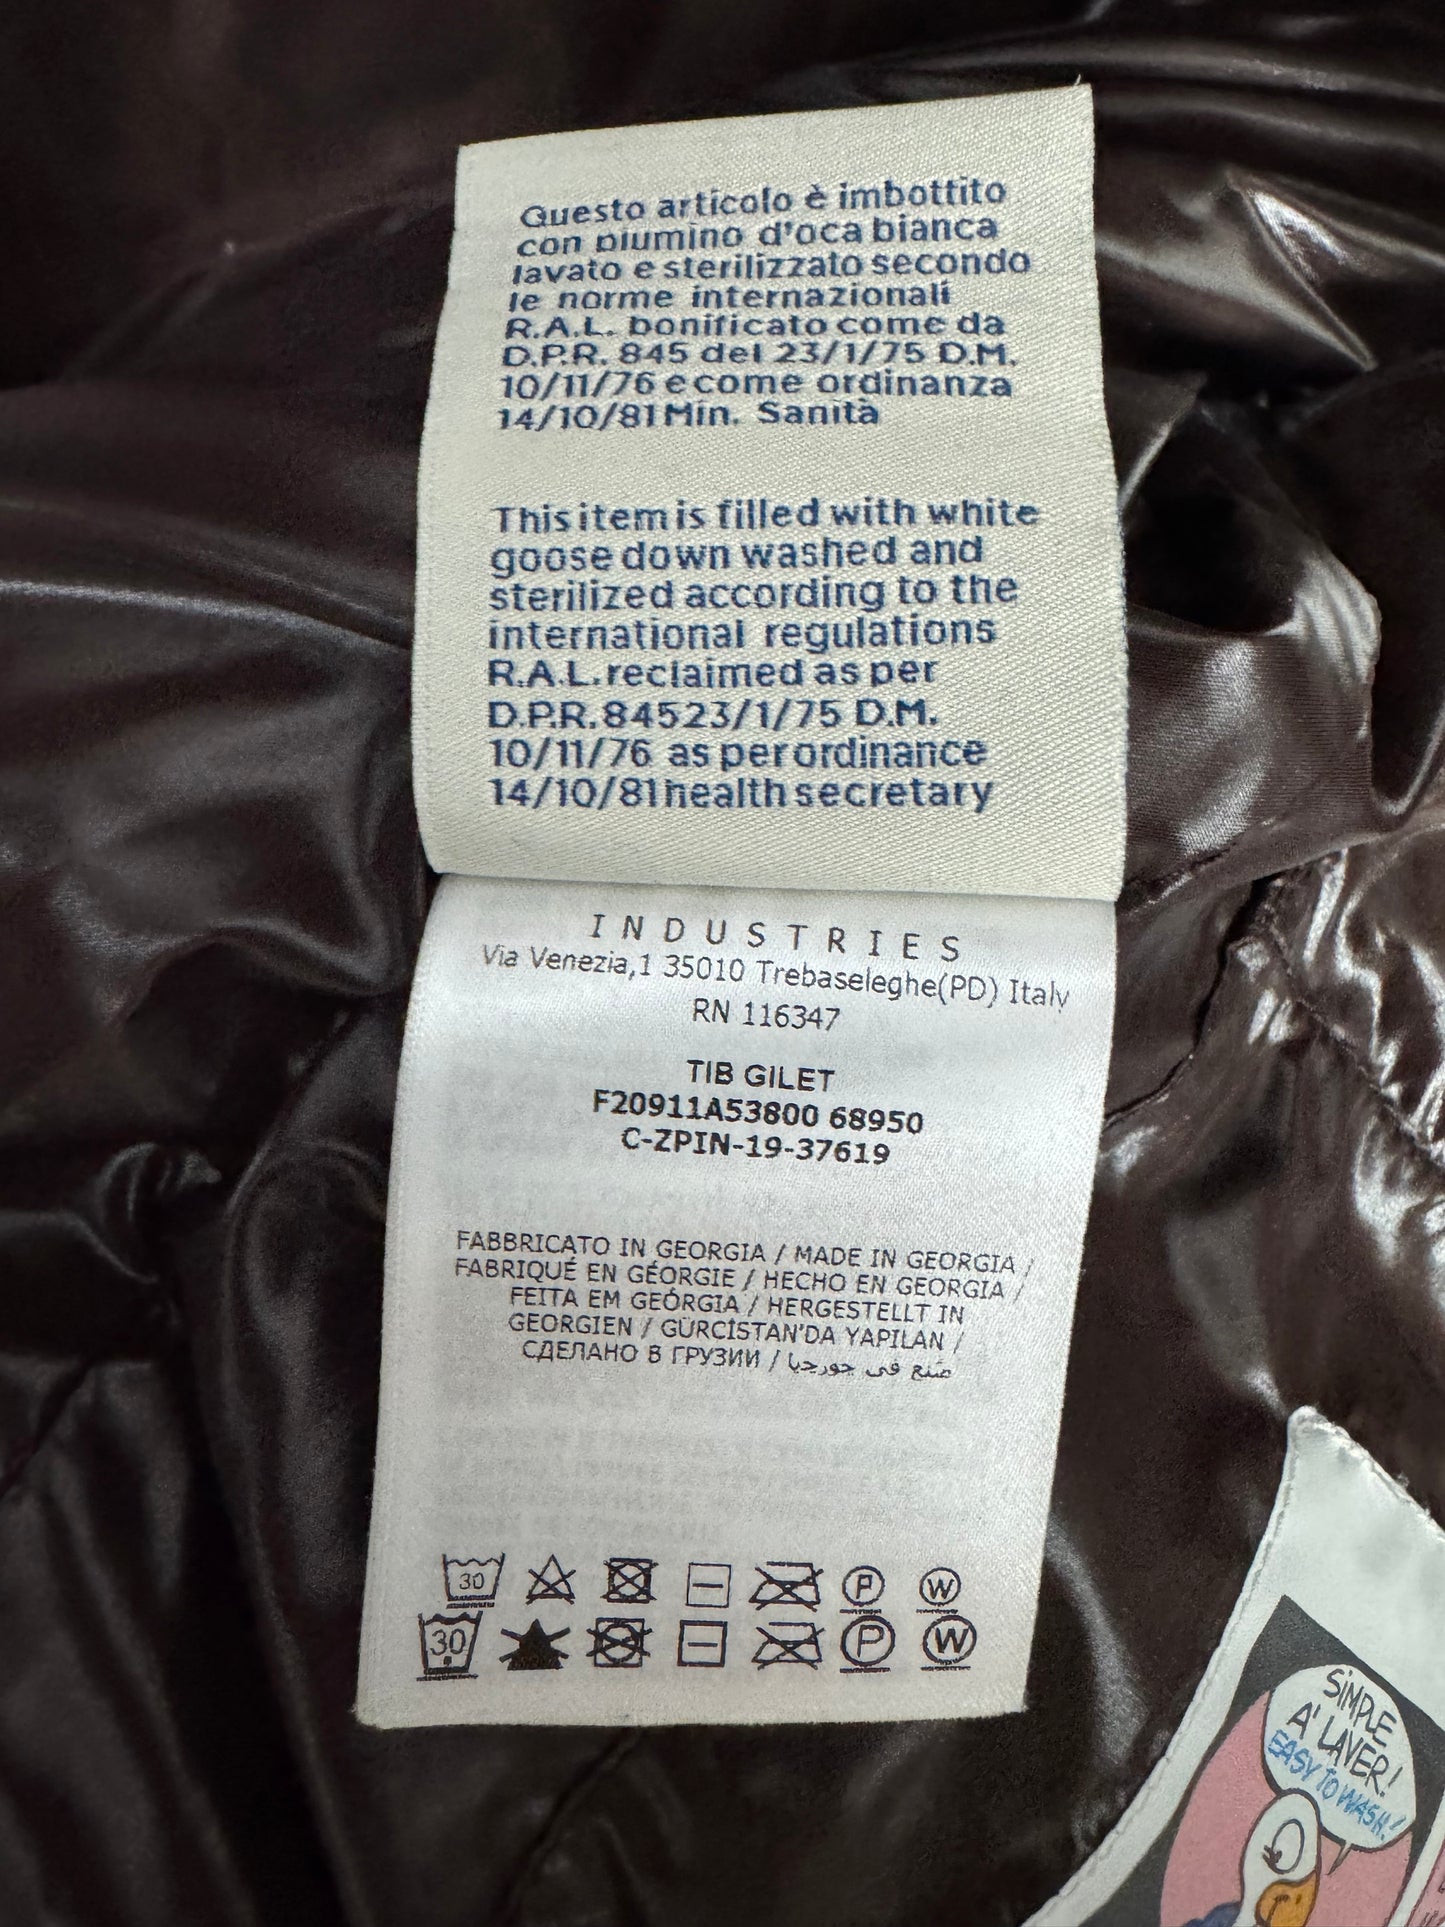 Questo articolo è imbottito
con piumino d'oca bianca
lavato e sterilizzato secondo
le norme internazionali
R.A.L. bonificato come da
D.P.R. 845 del 23/1/75 D.M.
10/11/76 e come ordinanza
14/10/81 Min. Sanità
This item is filled with white
goose down washed and
sterilized according to the
international regulations
R.A.L. reclaimed as per
D.P.R. 845 23/1/75 D.M.
10/11/76 as per ordinance
14/10/81 health secretary
INDUSTRIES
Via Venezia,1 35010 Trebaseleghe(PD) Italy
RN 116347
TIB GILET
F20911A53800 68950
C-ZPIN-19-37619
FABBRICATO IN GEORGIA / MADE IN GEORGIA /
FABRIQUÉ EN GÉORGIE / HECHO EN GEORGIA /
FEITA EM GEÓRGIA / HERGESTELLT IN
GEORGIEN / GÜRCİSTAN'DA YAPILAN /
СДЕЛАНО В ГРУЗИИ / صنع في جورجيا
30 P W
30 P W
SiMPLE
A' LAVER!
EASY TO WASH!